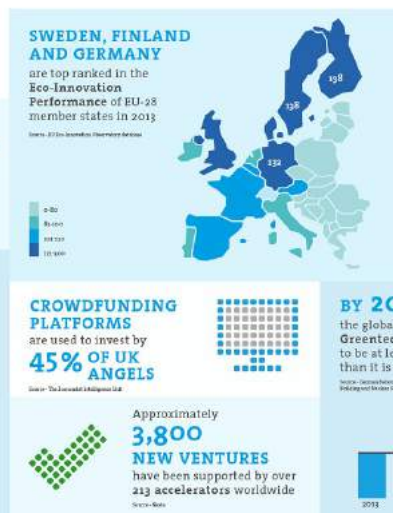 SWEDEN, FINLAND
AND GERMANY
are top ranked in the
Eco-Innovation
Performance of EU-28
member states in 2013
138
138
132
0-80
CROWDFUNDING
PLATFORMS
are used to invest by
45% OF UK
ANGELS
Source - The Economist Intelligence Unit
Approximately
3,800
NEW VENTURES
have been supported by over
213 accelerators worldwide
BY 20
the globa
Greentec
to be at le
than it is
2013